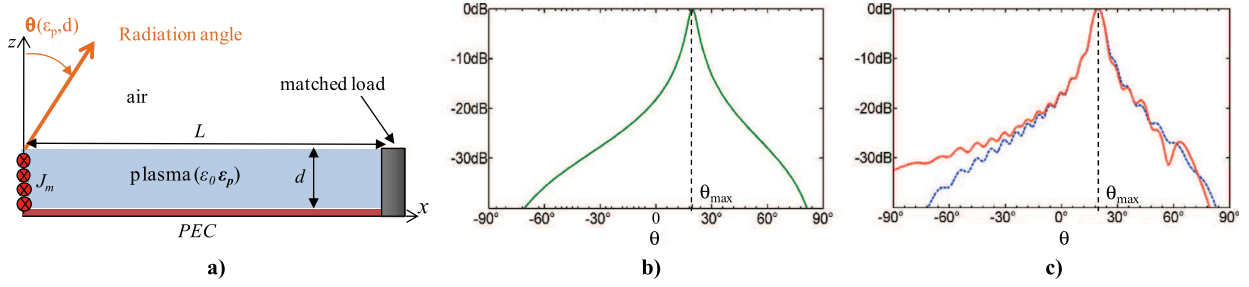 θ(εp,d)
z
Radiation angle
matched load
air
L
Jm
plasma (ε0 εp)
d
x
PEC
a)
0dB
-10dB
-20dB
-30dB
θmax
-90° -60° -30° 0 30° 60° 90°
θ
b)
0dB
-10dB
-20dB
-30dB
θmax
-90° -60° -30° 0° 30° 60° 90°
θ
c)